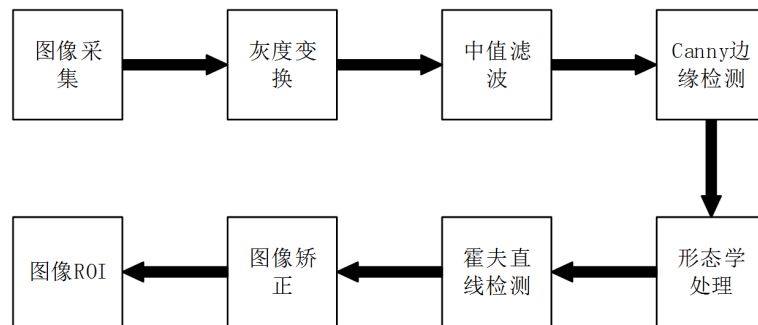 图像采
集
灰度变
换
中值滤
波
Canny边
缘检测
形态学
处理
霍夫直
线检测
图像矫
正
图像ROI